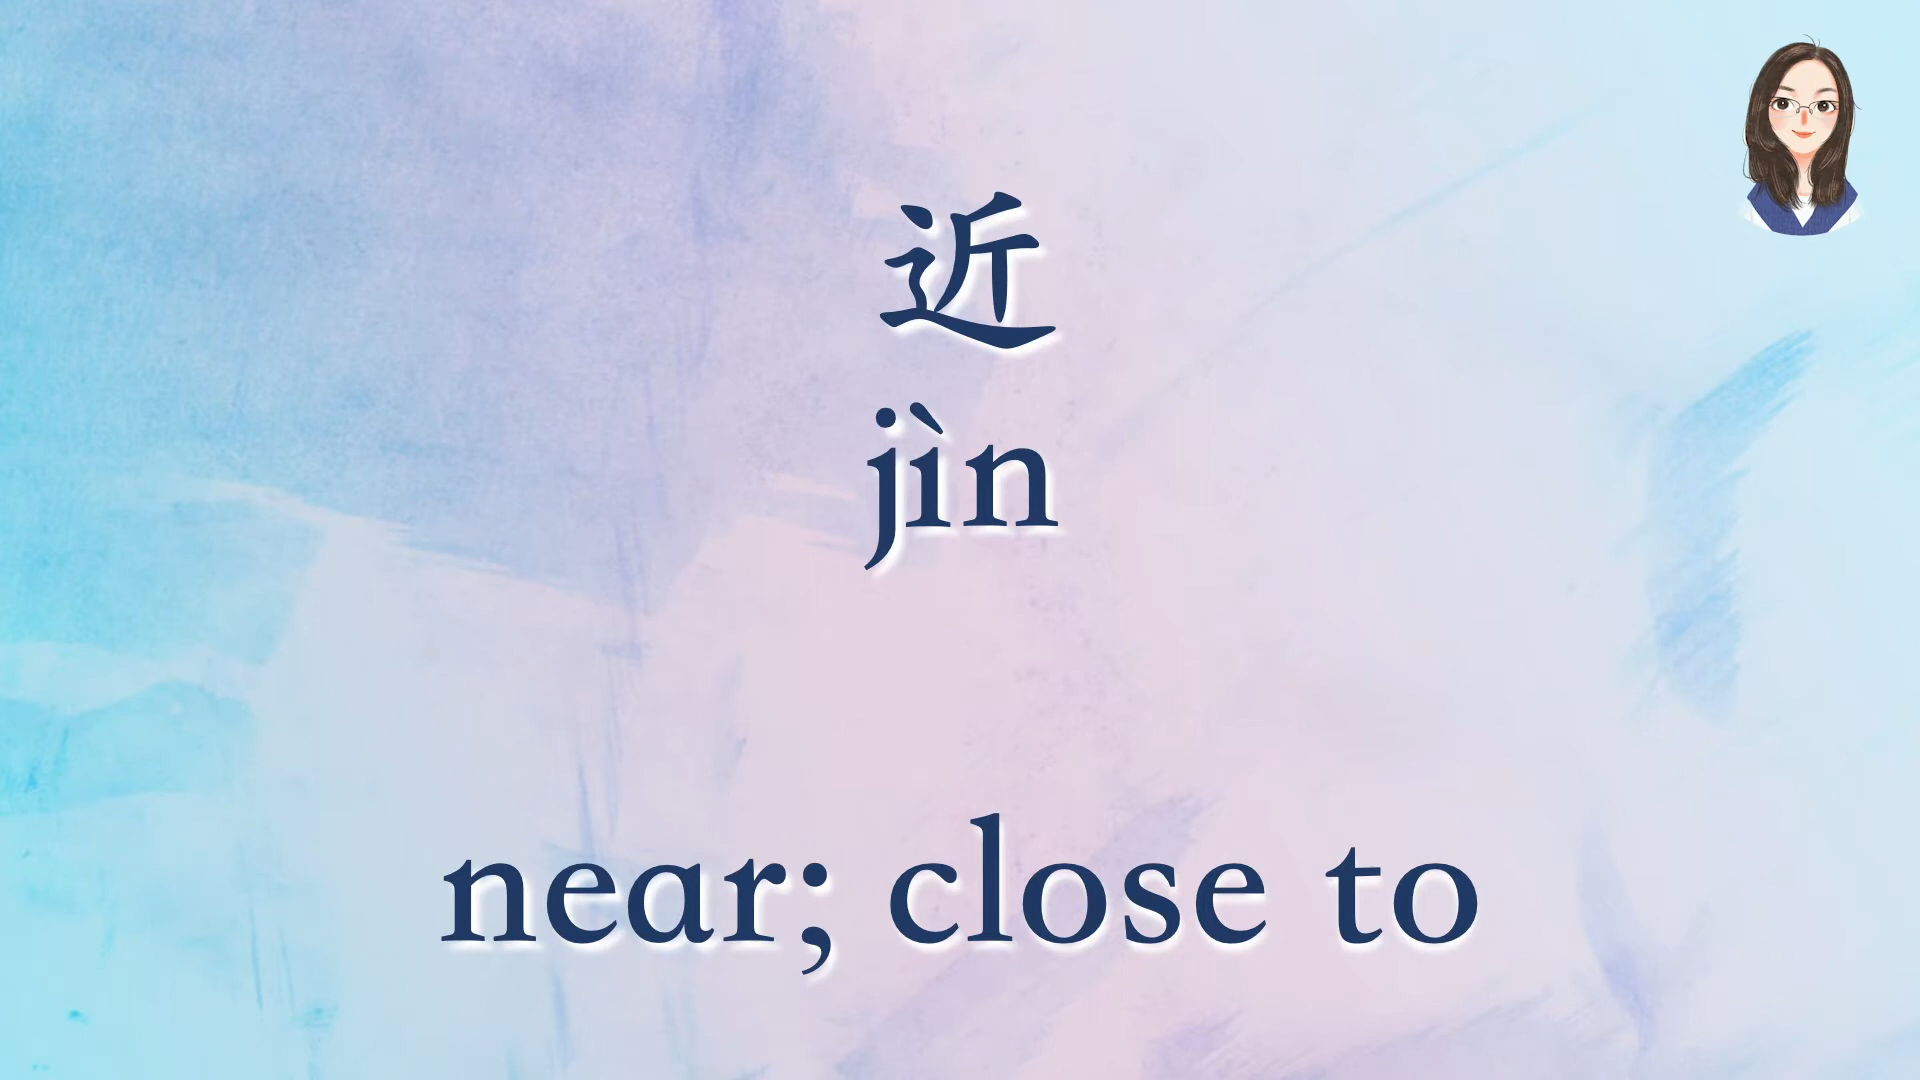 近
jìn
near; close to